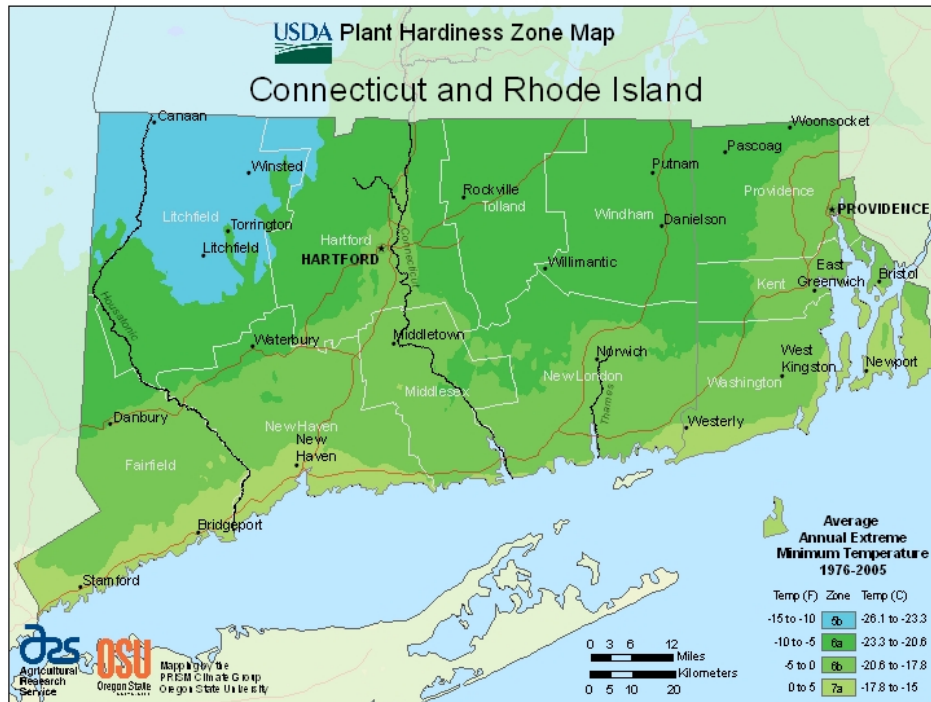 USDA Plant Hardiness Zone Map
Connecticut and Rhode Island
Canaan
Woonsocket
Pascoag
Winsted
Putnam
Providence
Rockville
Tolland
Litchfield
Torrington
Windham
Danielson
PROVIDENCE
Hartford
Litchfield
HARTFORD
Connecticut
Willimantic
East
Greenwich
Kent
Bristol
Housatonic
Waterbury
Middletown
Norwich
West
Kingston
Newport
New London
Washington
Middlesex
Thames
Danbury
New Haven
New
Haven
Westerly
Fairfield
Bridgeport
Stamford
Average
Annual Extreme
Minimum Temperature
1976-2005
Temp (F) Zone Temp (C)
-15 to -10 5b -26.1 to -23.3
-10 to -5 6a -23.3 to -20.6
-5 to 0 6b -20.6 to -17.8
0 to 5 7a -17.8 to -15
ars
Agricultural
Research
Service
OSU
Oregon State
Mapping by the
PRISM Climate Group
Oregon State University
0 3 6 12
Miles
Kilometers
0 5 10 20